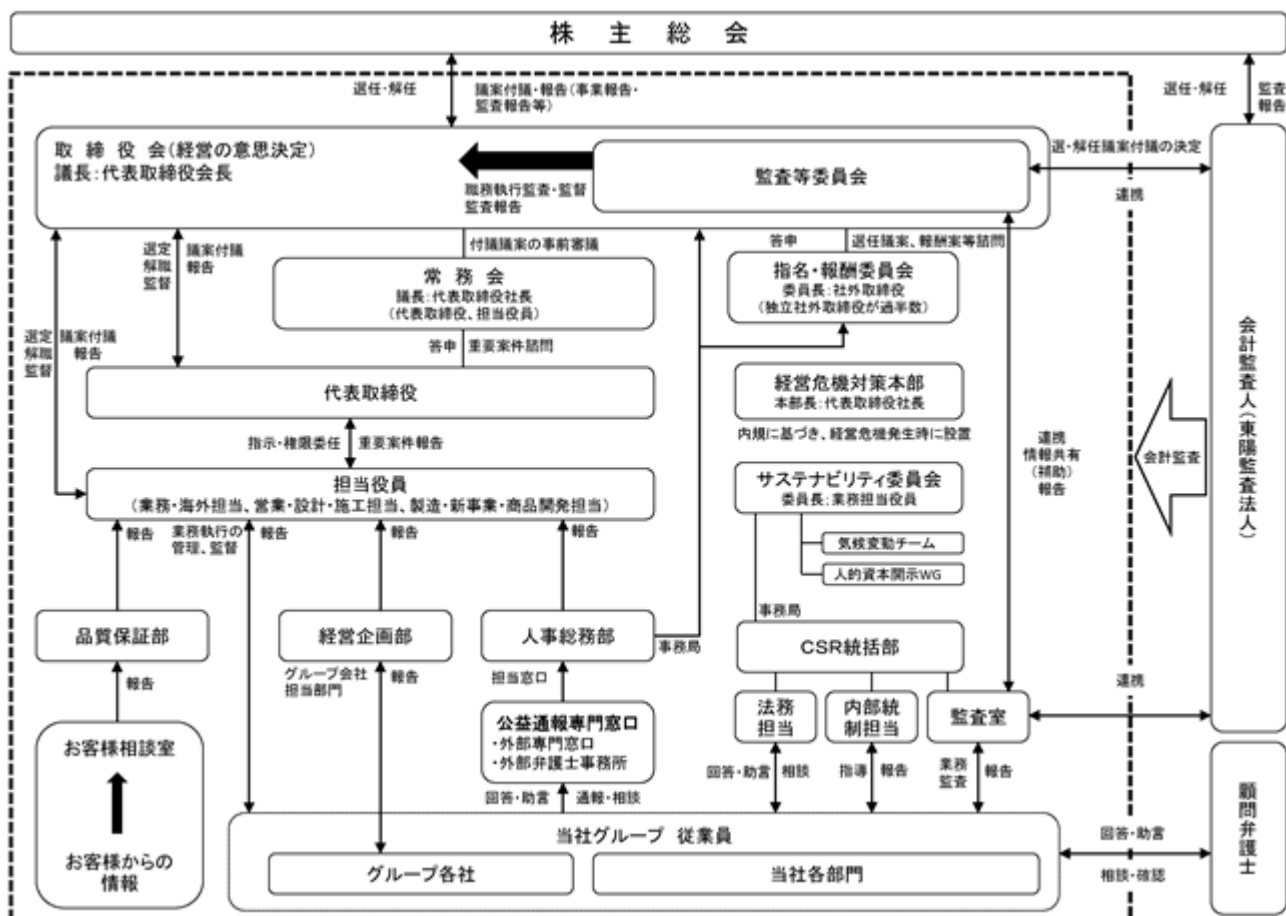 株主総会
選任・解任
議案付議・報告(事業報告・
監査報告等)
選任・解任
監査
報告
取締役会(経営の意思決定)
議長:代表取締役会長
職務執行監査・監督
監査報告
監査等委員会
選・解任議案付議の決定
連携
選定
解職
監督
議案付議
報告
付議議案の事前審議
答申
選任議案、報酬案等諮問
常務会
議長:代表取締役社長
(代表取締役、担当役員)
指名・報酬委員会
委員長:社外取締役
(独立社外取締役が過半数)
選定
解職
監督
議案付議
報告
答申
重要案件諮問
代表取締役
経営危機対策本部
本部長:代表取締役社長
内規に基づき、経営危機発生時に設置
指示・権限委任
重要案件報告
連携
情報共有
(補助)
報告
会計監査
会計監査人(東陽監査法人)
担当役員
(業務・海外担当、営業・設計・施工担当、製造・新事業・商品開発担当)
サステナビリティ委員会
委員長:業務担当役員
報告
業務執行の
管理、監督
報告
報告
報告
気候変動チーム
人的資本開示WG
事務局
品質保証部
経営企画部
人事総務部
事務局
CSR統括部
報告
グループ会社
担当部門
報告
担当窓口
連携
法務
担当
内部統
制担当
監査室
公益通報専門窓口
・外部専門窓口
・外部弁護士事務所
お客様相談室
お客様からの
情報
回答・助言
通報・相談
回答・助言
相談
指導
報告
業務
監査
報告
当社グループ 従業員
グループ各社
当社各部門
回答・助言
相談・確認
顧問弁護士